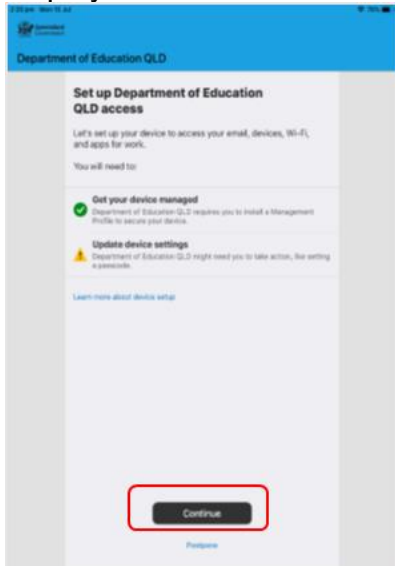 Queensland
Government
Department of Education QLD
Set up Department of Education
QLD access
Let's set up your device to access your email, devices, Wi-Fi,
and apps for work.
You will need to:
Get your device managed
Department of Education QLD requires you to install a Management
Profile to secure your device.
Update device settings
Department of Education QLD might need you to take action, like setting
a passcode.
Learn more about device setup
Continue
Postpone